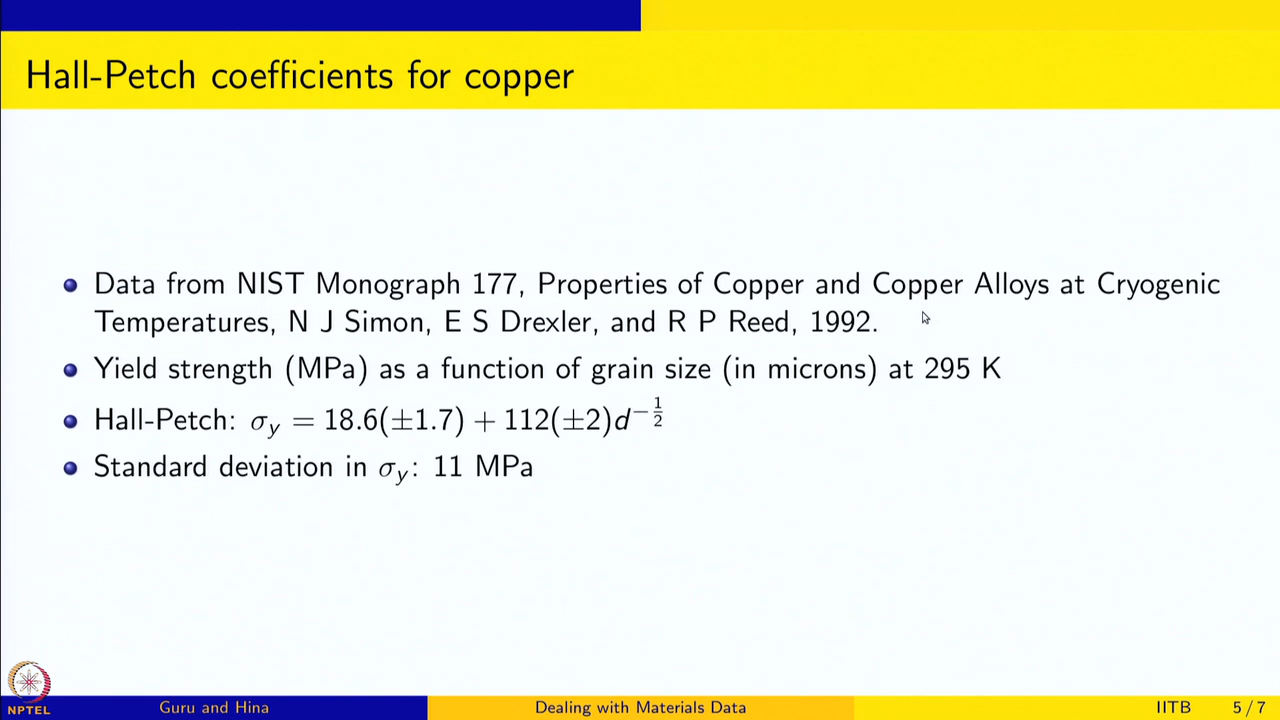 Hall-Petch coefficients for copper
Data from NIST Monograph 177, Properties of Copper and Copper Alloys at Cryogenic
Temperatures, N J Simon, E S Drexler, and R P Reed, 1992.
Yield strength (MPa) as a function of grain size (in microns) at 295 K
Hall-Petch: σ_y = 18.6(±1.7) + 112(±2)d^{-1/2}
Standard deviation in σ_y: 11 MPa
NPTEL
Guru and Hina
Dealing with Materials Data
IITB
5 / 7